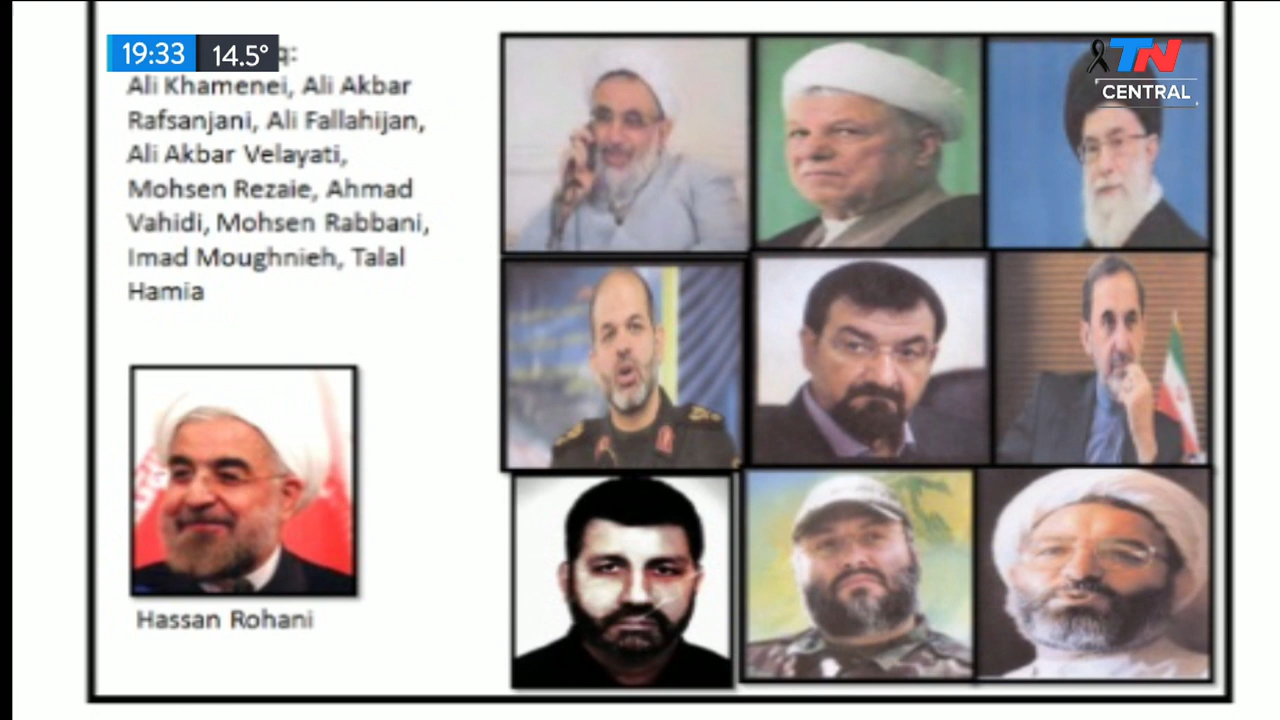 19:33 14.5°
q:
Ali Khamenei, Ali Akbar
Rafsanjani, Ali Fallahijan,
Ali Akbar Velayati,
Mohsen Rezaie, Ahmad
Vahidi, Mohsen Rabbani,
Imad Moughnieh, Talal
Hamia
Hassan Rohani
TN
CENTRAL